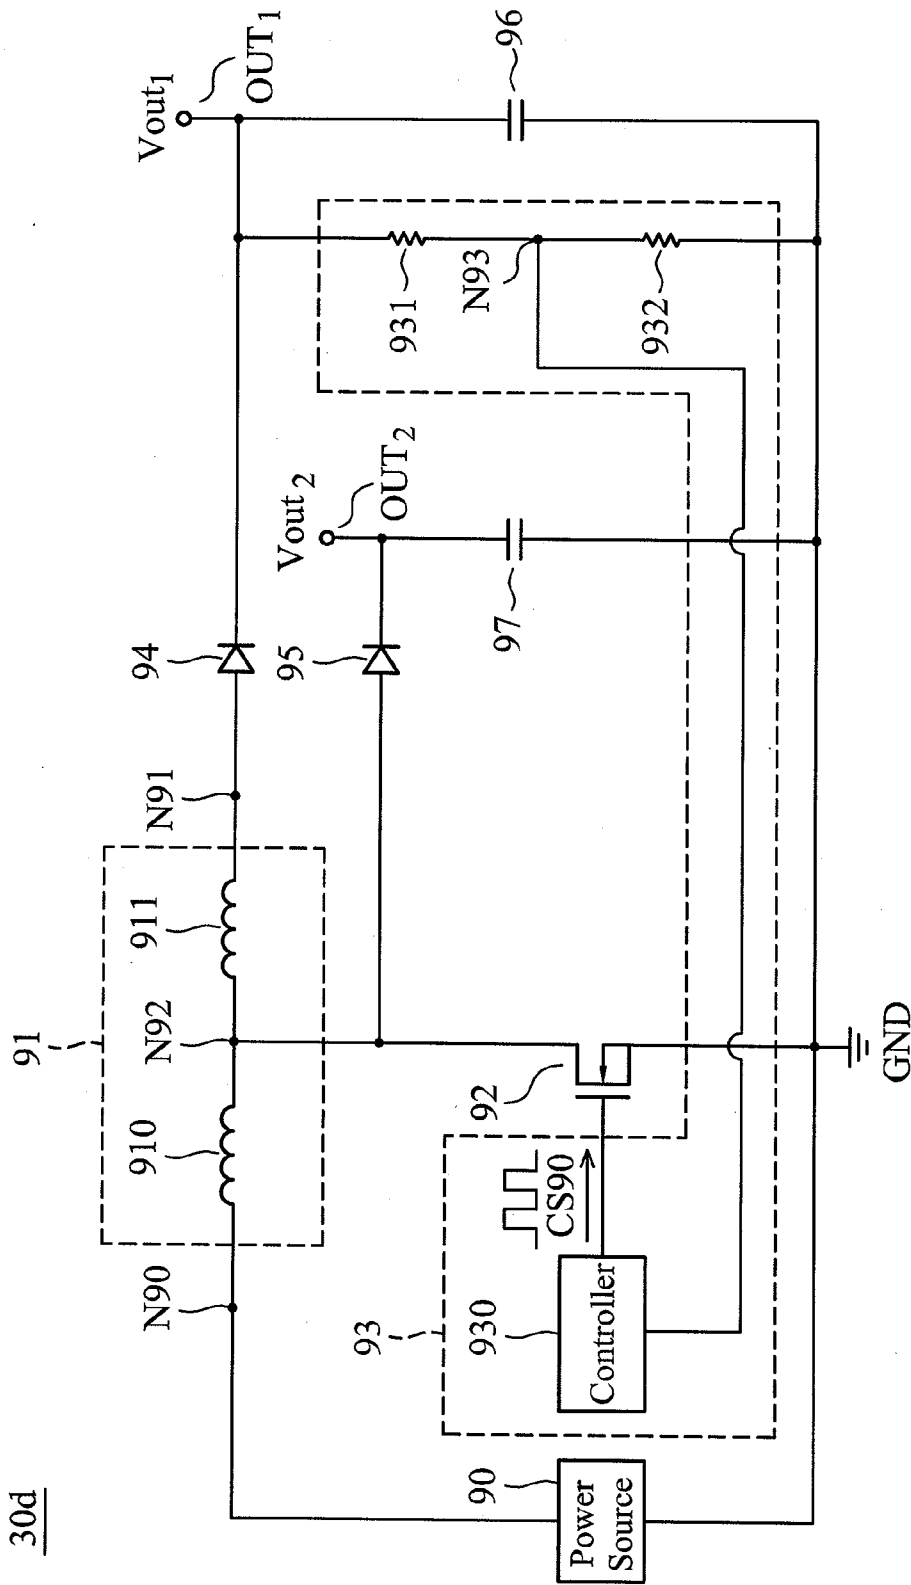 30d
91
910
N92
911
N90
N91
94
Vout1
OUT1
95
Vout2
OUT2
97
96
931
N93
932
93
930
Controller
CS90
92
90
Power
Source
GND